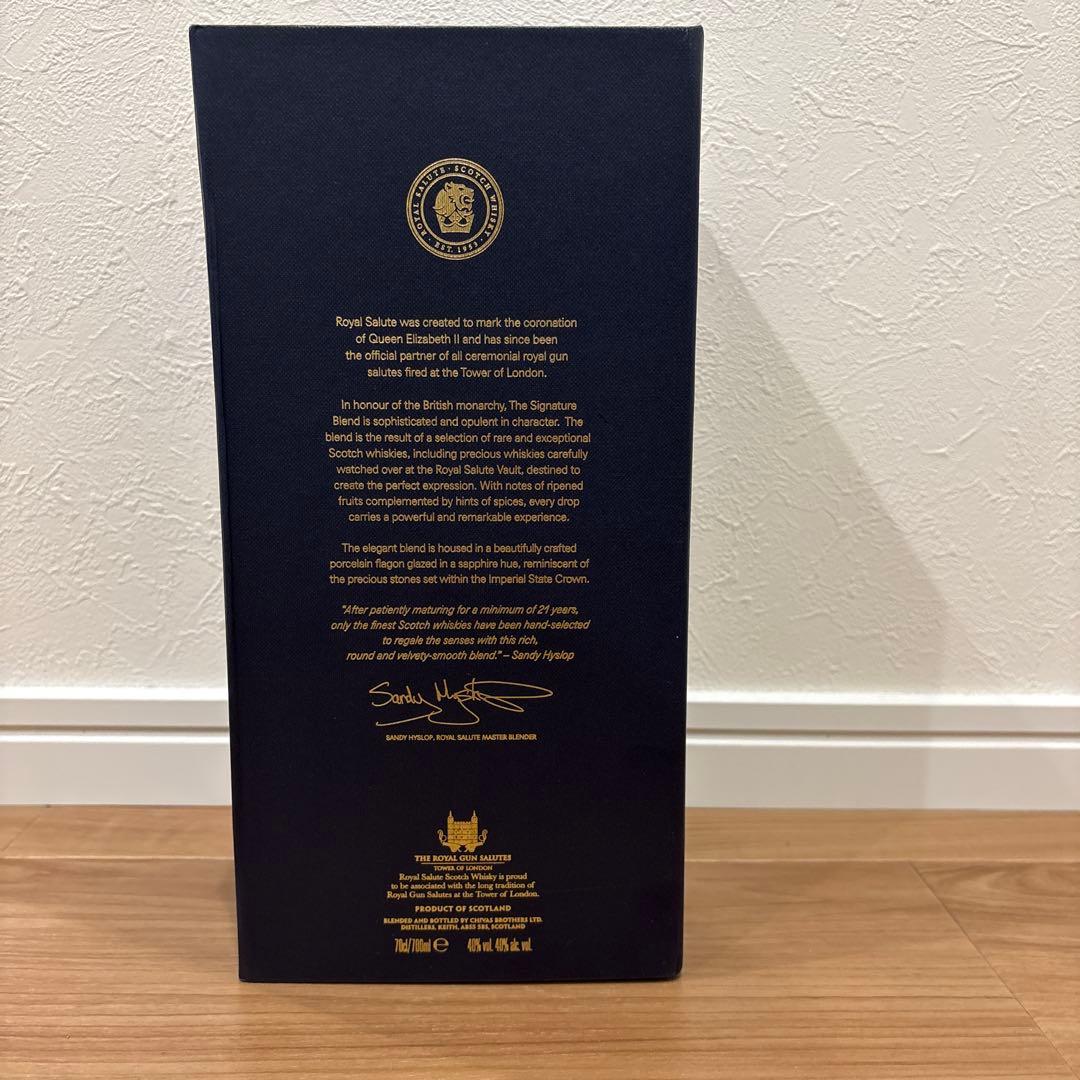 ROYAL SALUTE · SCOTCH WHISKY
· EST. 1953 ·
Royal Salute was created to mark the coronation
of Queen Elizabeth II and has since been
the official partner of all ceremonial royal gun
salutes fired at the Tower of London.
In honour of the British monarchy, The Signature
Blend is sophisticated and opulent in character. The
blend is the result of a selection of rare and exceptional
Scotch whiskies, including precious whiskies carefully
watched over at the Royal Salute Vault, destined to
create the perfect expression. With notes of ripened
fruits complemented by hints of spices, every drop
carries a powerful and remarkable experience.
The elegant blend is housed in a beautifully crafted
porcelain flagon glazed in a sapphire hue, reminiscent of
the precious stones set within the Imperial State Crown.
"After patiently maturing for a minimum of 21 years,
only the finest Scotch whiskies have been hand-selected
to regale the senses with this rich,
round and velvety-smooth blend." – Sandy Hyslop
Sandy Hyslop
SANDY HYSLOP, ROYAL SALUTE MASTER BLENDER
THE ROYAL GUN SALUTES
TOWER OF LONDON
Royal Salute Scotch Whisky is proud
to be associated with the long tradition of
Royal Gun Salutes at the Tower of London.
PRODUCT OF SCOTLAND
BLENDED AND BOTTLED BY CHIVAS BROTHERS LTD.
DISTILLERS, KEITH, AB55 5BS, SCOTLAND
70cl/700ml e 40% vol. 40% alc. vol.